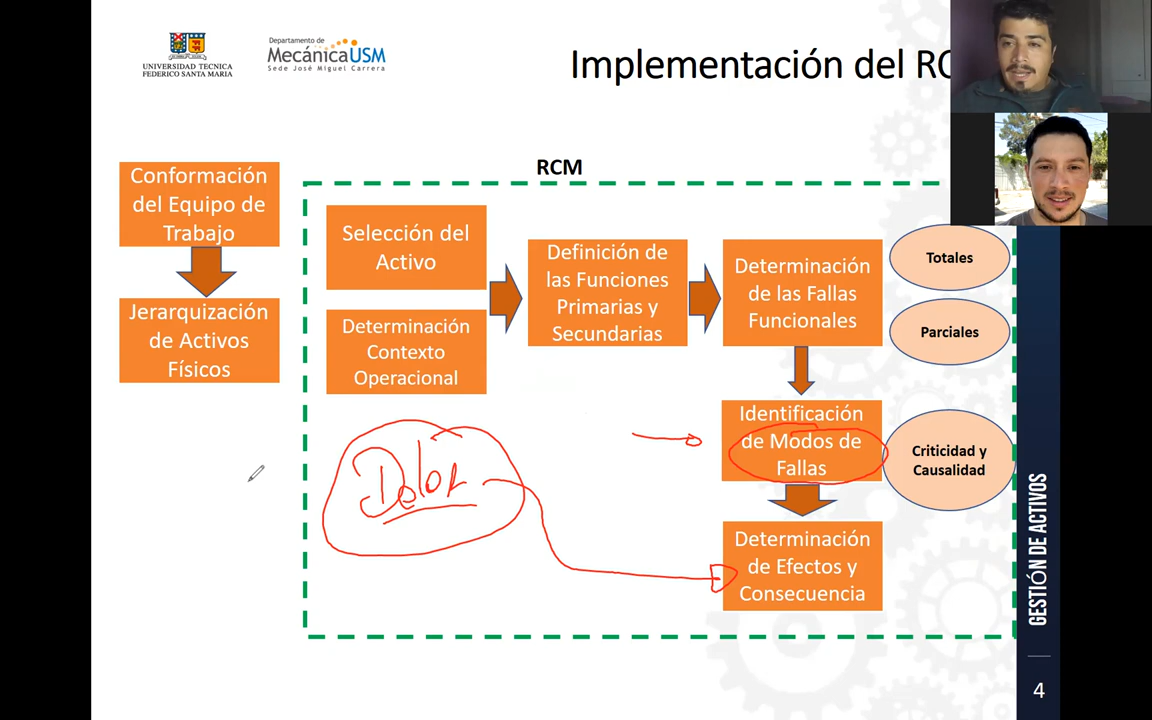 UNIVERSIDAD TECNICA
FEDERICO SANTA MARIA
Departamento de
MecánicaUSM
Sede José Miguel Carrera
Implementación del RC
RCM
Conformación
del Equipo de
Trabajo
Jerarquización
de Activos
Físicos
Selección del
Activo
Determinación
Contexto
Operacional
Definición de
las Funciones
Primarias y
Secundarias
Determinación
de las Fallas
Funcionales
Totales
Parciales
Identificación
de Modos de
Fallas
Criticidad y
Causalidad
Determinación
de Efectos y
Consecuencia
Dolor
GESTIÓN DE ACTIVOS
4